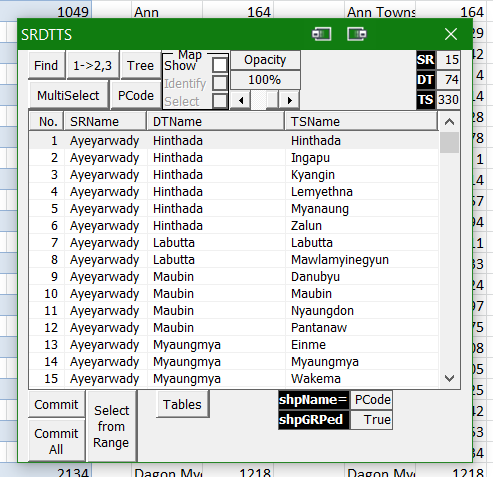 1049 Ann 164 Ann Towns 164
SRDTTS
Find 1->2,3 Tree Map Opacity SR 15
Show
Identify 100% DT 74
MultiSelect PCode Select TS 330
No. SRName DTName TSName
1 Ayeyarwady Hinthada Hinthada
2 Ayeyarwady Hinthada Ingapu
3 Ayeyarwady Hinthada Kyangin
4 Ayeyarwady Hinthada Lemyethna
5 Ayeyarwady Hinthada Myanaung
6 Ayeyarwady Hinthada Zalun
7 Ayeyarwady Labutta Labutta
8 Ayeyarwady Labutta Mawlamyinegyun
9 Ayeyarwady Maubin Danubyu
10 Ayeyarwady Maubin Maubin
11 Ayeyarwady Maubin Nyaungdon
12 Ayeyarwady Maubin Pantanaw
13 Ayeyarwady Myaungmya Einme
14 Ayeyarwady Myaungmya Myaungmya
15 Ayeyarwady Myaungmya Wakema
Commit Select from Range Tables shpName= PCode
Commit All shpGRPed True
2134 Dagon Myo 1218 Dagon Myo 1218